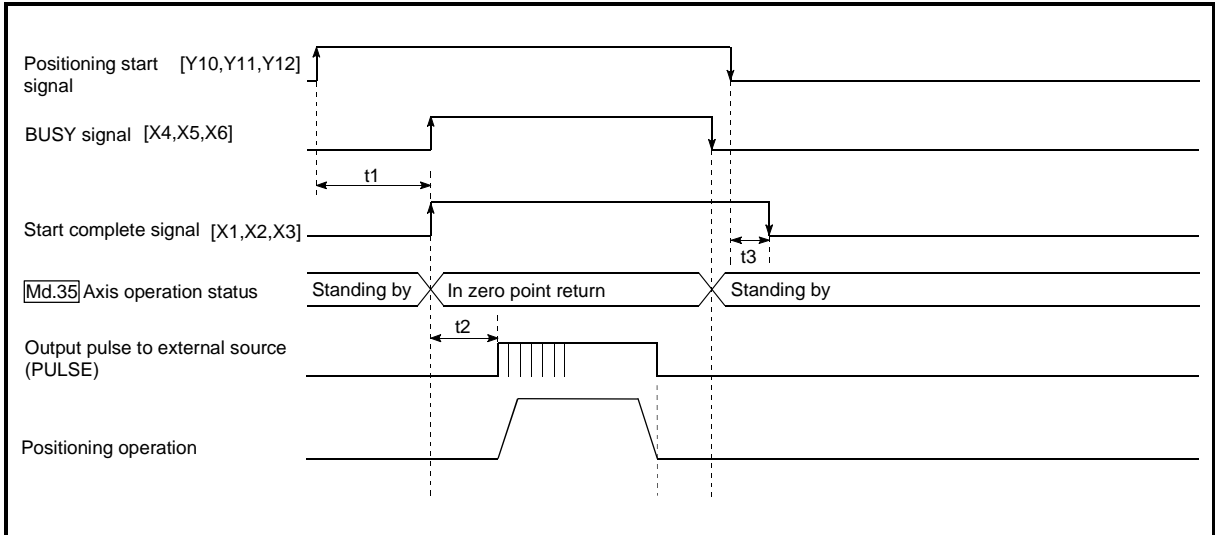 Positioning start [Y10,Y11,Y12]
signal
BUSY signal [X4,X5,X6]
t1
Start complete signal [X1,X2,X3]
t3
Md.35 Axis operation status
Standing by
In zero point return
Standing by
t2
Output pulse to external source
(PULSE)
Positioning operation